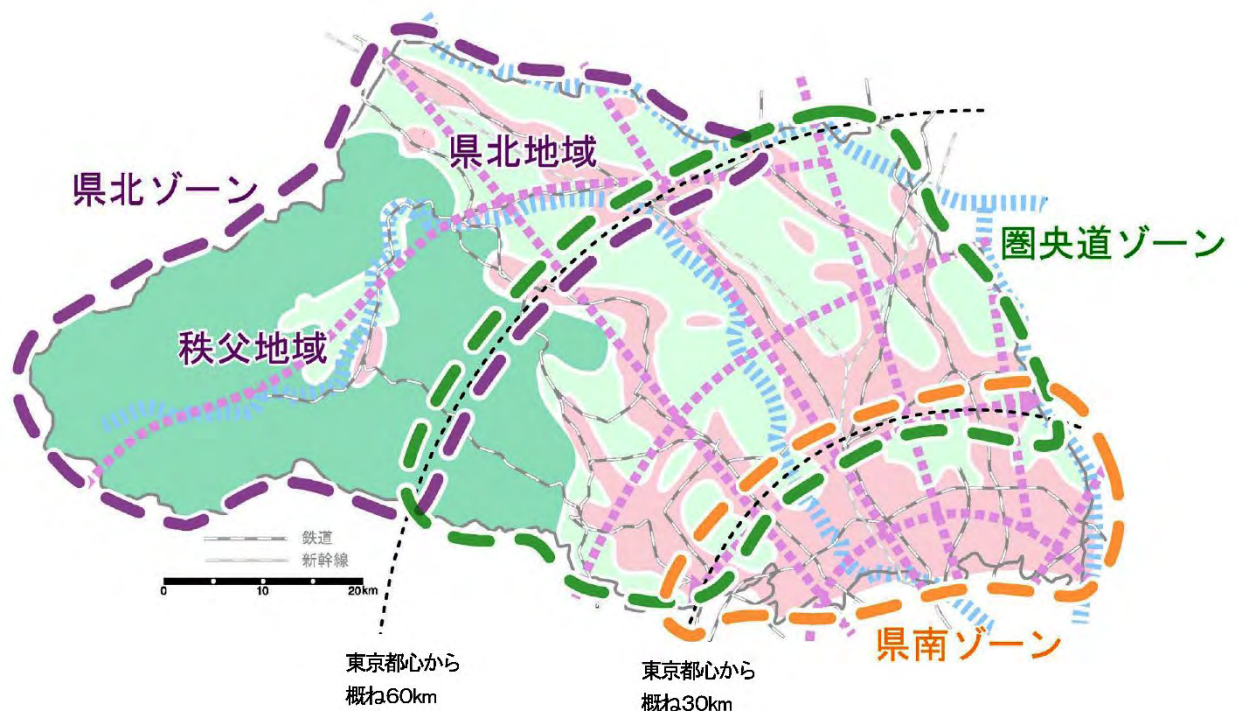 県北地域
県北ゾーン
圏央道ゾーン
秩父地域
鉄道
新幹線
0 10 20km
県南ゾーン
東京都心から
概ね60km
東京都心から
概ね30km